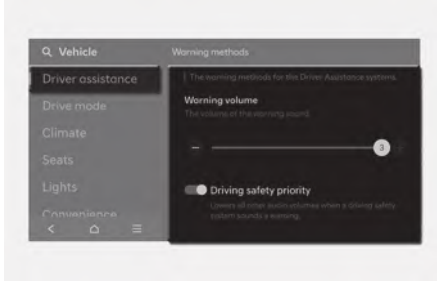 Vehicle
Warning methods
Driver assistance
The warning methods for the Driver Assistance systems.
Drive mode
Warning volume
The volume of the warning sound.
Climate
3
Seats
Lights
Driving safety priority
Lowers all other audio volumes when a driving safety
system sounds a warning.
Convenience